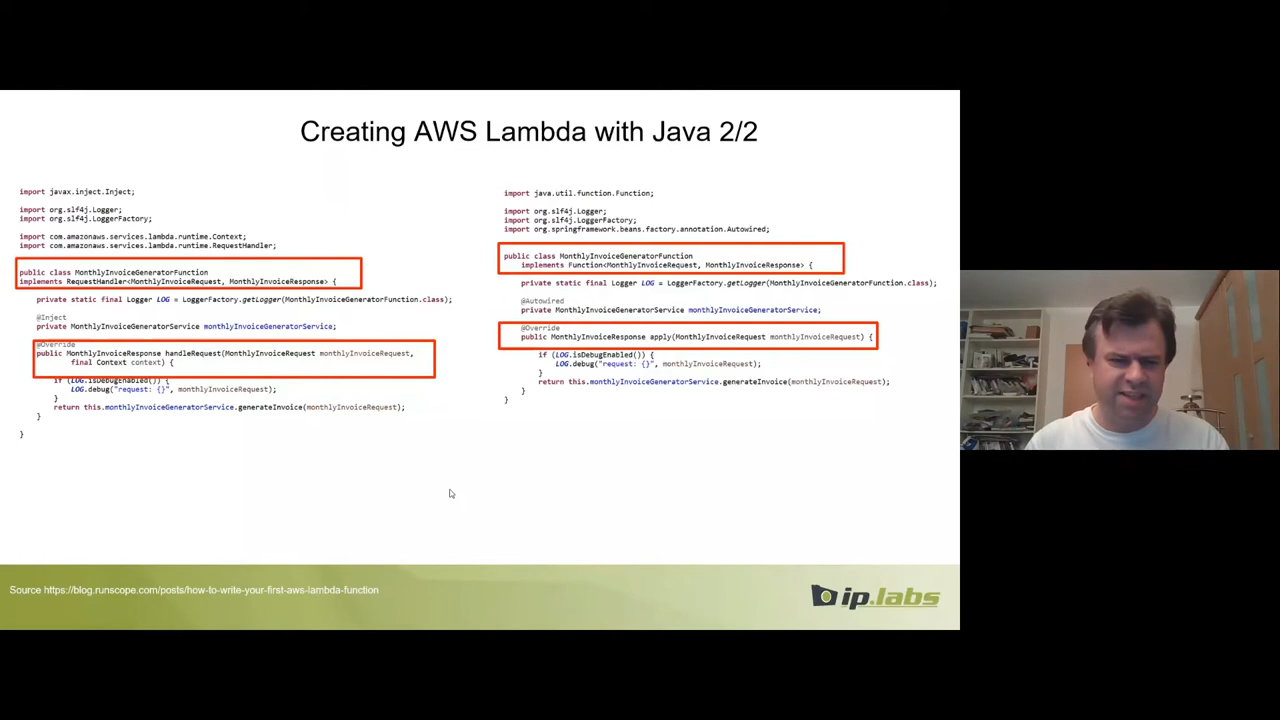 Creating AWS Lambda with Java 2/2
import javax.inject.Inject;
import org.slf4j.Logger;
import org.slf4j.LoggerFactory;
import com.amazonaws.services.lambda.runtime.Context;
import com.amazonaws.services.lambda.runtime.RequestHandler;
public class MonthlyInvoiceGeneratorFunction
implements RequestHandler<MonthlyInvoiceRequest, MonthlyInvoiceResponse> {
private static final Logger LOG = LoggerFactory.getLogger(MonthlyInvoiceGeneratorFunction.class);
@Inject
private MonthlyInvoiceGeneratorService monthlyInvoiceGeneratorService;
@Override
public MonthlyInvoiceResponse handleRequest(MonthlyInvoiceRequest monthlyInvoiceRequest,
final Context context) {
if (LOG.isDebugEnabled()) {
LOG.debug("request: {}", monthlyInvoiceRequest);
}
return this.monthlyInvoiceGeneratorService.generateInvoice(monthlyInvoiceRequest);
}
}
import java.util.function.Function;
import org.slf4j.Logger;
import org.slf4j.LoggerFactory;
import org.springframework.beans.factory.annotation.Autowired;
public class MonthlyInvoiceGeneratorFunction
implements Function<MonthlyInvoiceRequest, MonthlyInvoiceResponse> {
private static final Logger LOG = LoggerFactory.getLogger(MonthlyInvoiceGeneratorFunction.class);
@Autowired
private MonthlyInvoiceGeneratorService monthlyInvoiceGeneratorService;
@Override
public MonthlyInvoiceResponse apply(MonthlyInvoiceRequest monthlyInvoiceRequest) {
if (LOG.isDebugEnabled()) {
LOG.debug("request: {}", monthlyInvoiceRequest);
}
return this.monthlyInvoiceGeneratorService.generateInvoice(monthlyInvoiceRequest);
}
}
Source https://blog.runscope.com/posts/how-to-write-your-first-aws-lambda-function
ip.labs